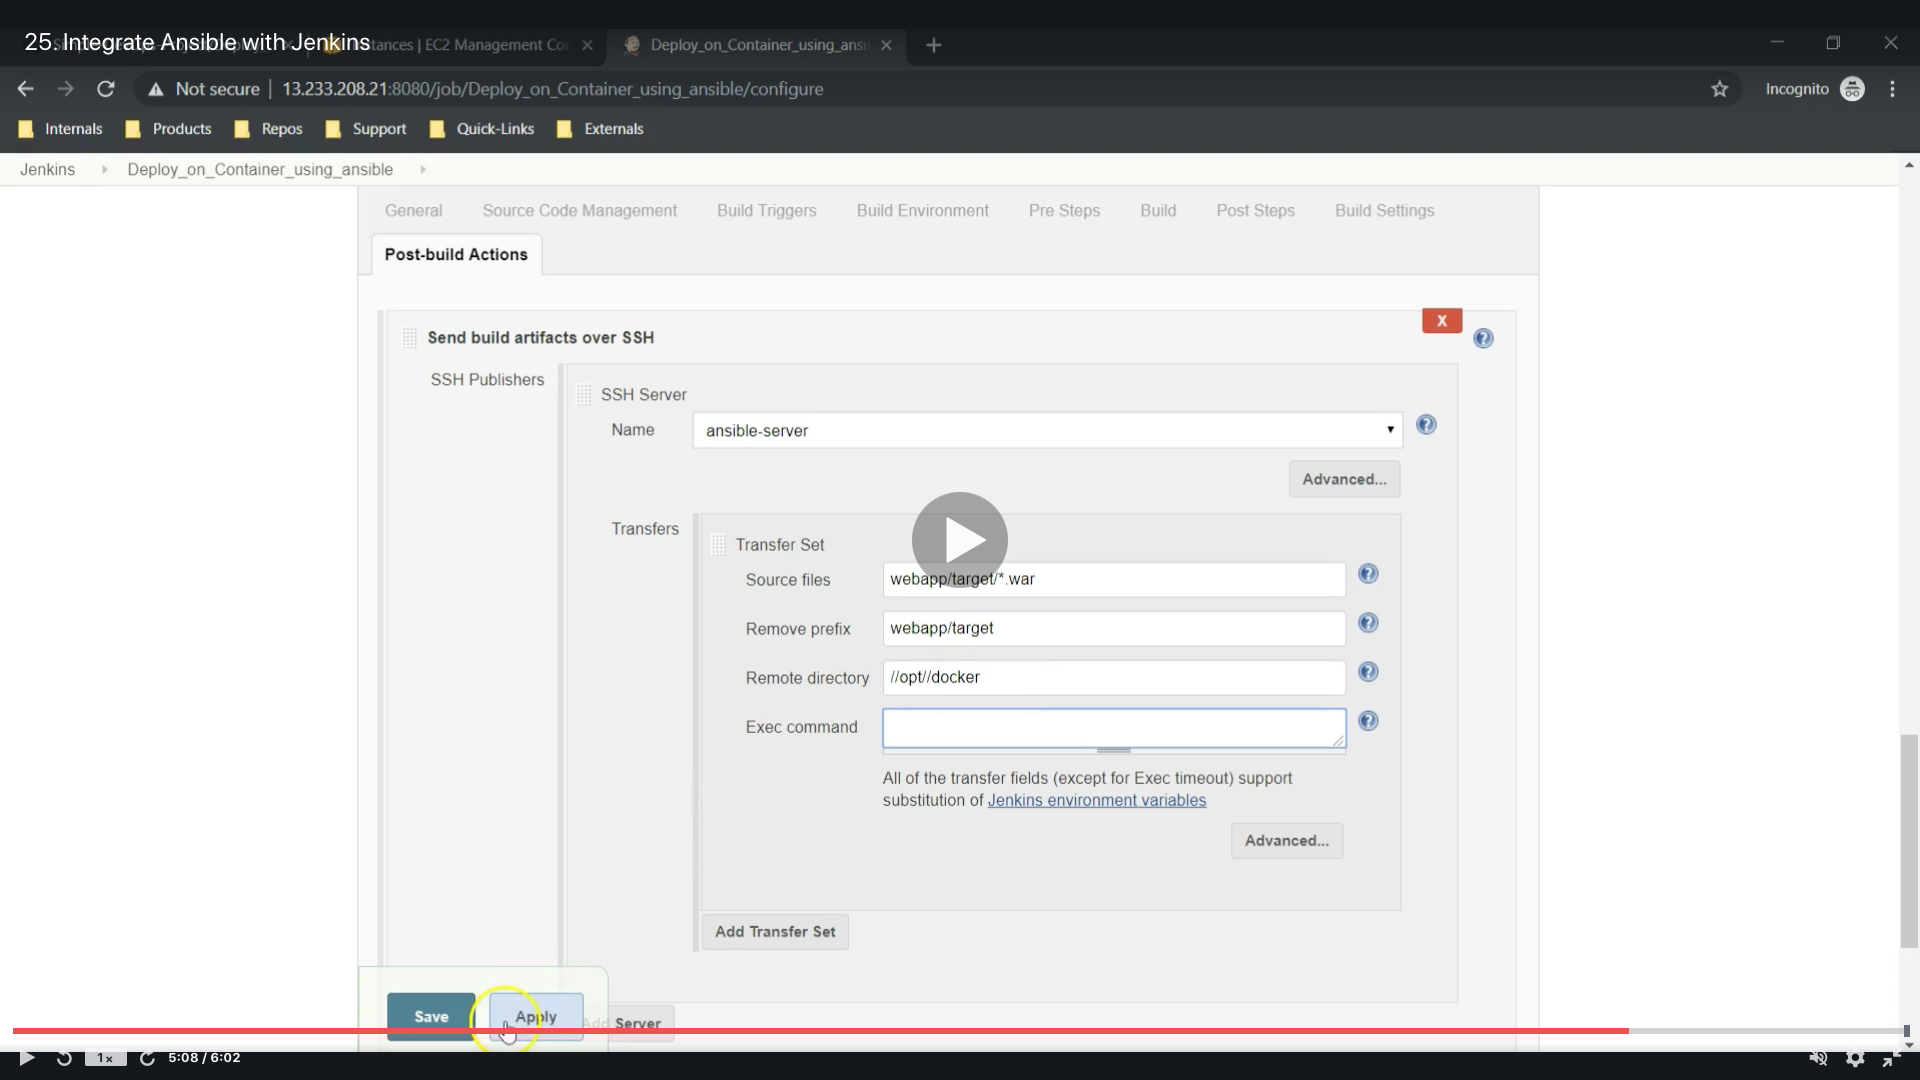 25. Integrate Ansible with Jenkins
Instances | EC2 Management Con
Deploy_on_Container_using_ansi
Not secure | 13.233.208.21:8080/job/Deploy_on_Container_using_ansible/configure
Incognito
Internals Products Repos Support Quick-Links Externals
Jenkins Deploy_on_Container_using_ansible
General Source Code Management Build Triggers Build Environment Pre Steps Build Post Steps Build Settings
Post-build Actions
X
Send build artifacts over SSH
SSH Publishers
SSH Server
Name ansible-server
Advanced...
Transfers
Transfer Set
Source files webapp/target/*.war
Remove prefix webapp/target
Remote directory //opt//docker
Exec command
All of the transfer fields (except for Exec timeout) support
substitution of Jenkins environment variables
Advanced...
Add Transfer Set
Save Apply Add Server
1x 5:08 / 6:02